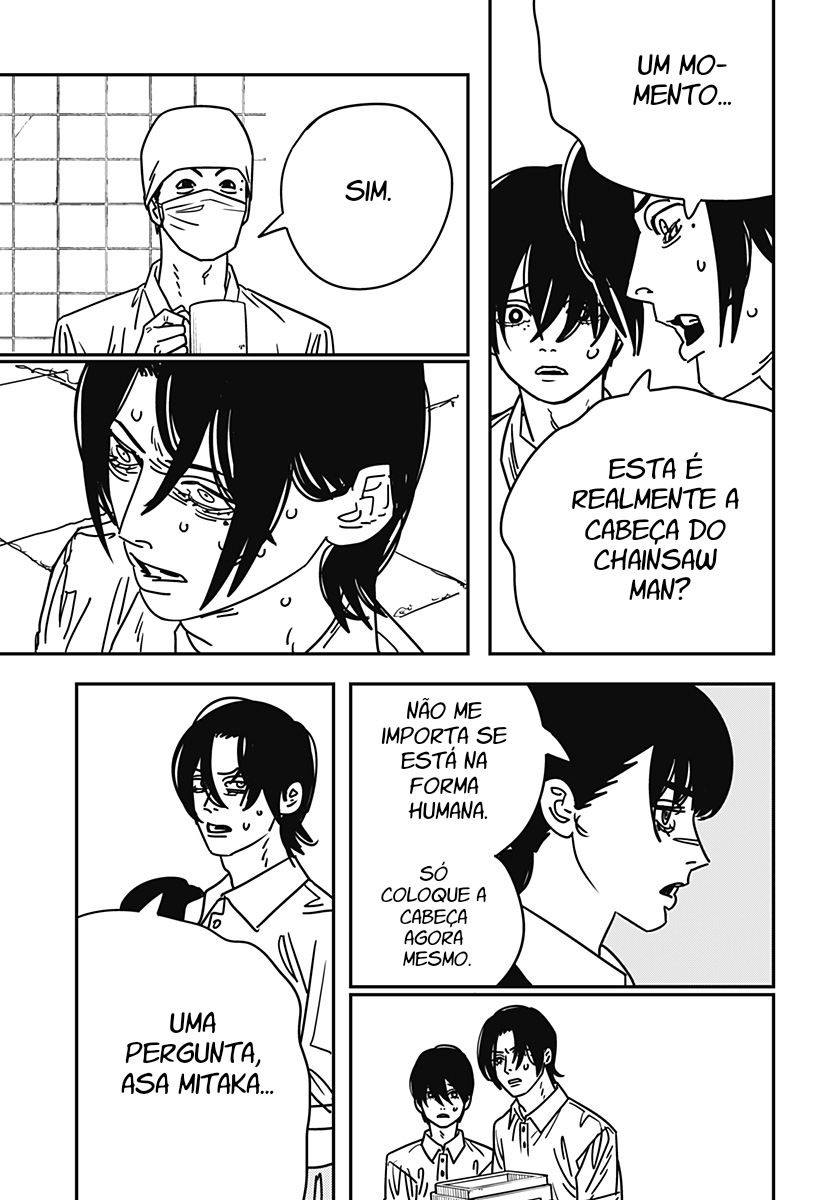 UM MO-
MENTO...
ESTA É
REALMENTE A
CABEÇA DO
CHAINSAW
MAN?
SIM.
NÃO ME
IMPORTA SE
ESTÁ NA
FORMA
HUMANA.
SÓ
COLOQUE A
CABEÇA
AGORA
MESMO.
UMA
PERGUNTA,
ASA MITAKA...